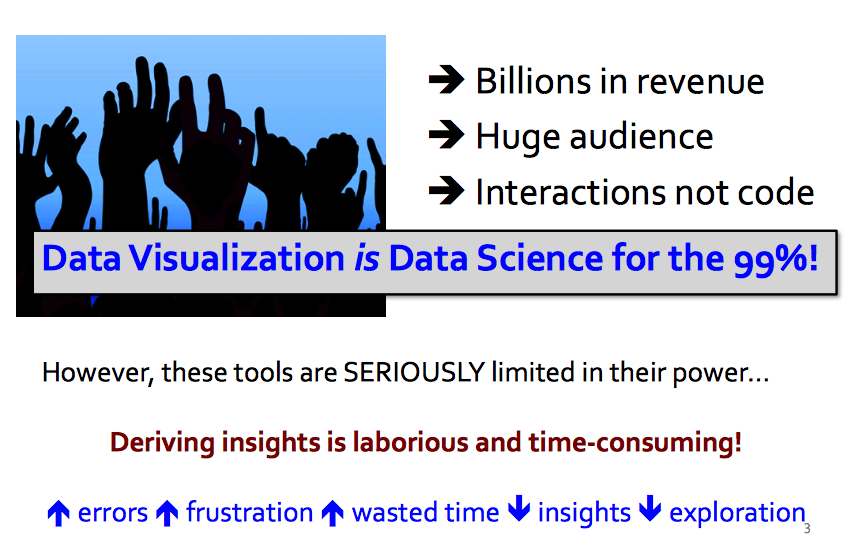 ➔ Billions in revenue
➔ Huge audience
➔ Interactions not code
Data Visualization is Data Science for the 99%!
However, these tools are SERIOUSLY limited in their power...
Deriving insights is laborious and time-consuming!
🡹 errors 🡹 frustration 🡹 wasted time 🡻 insights 🡻 exploration
3